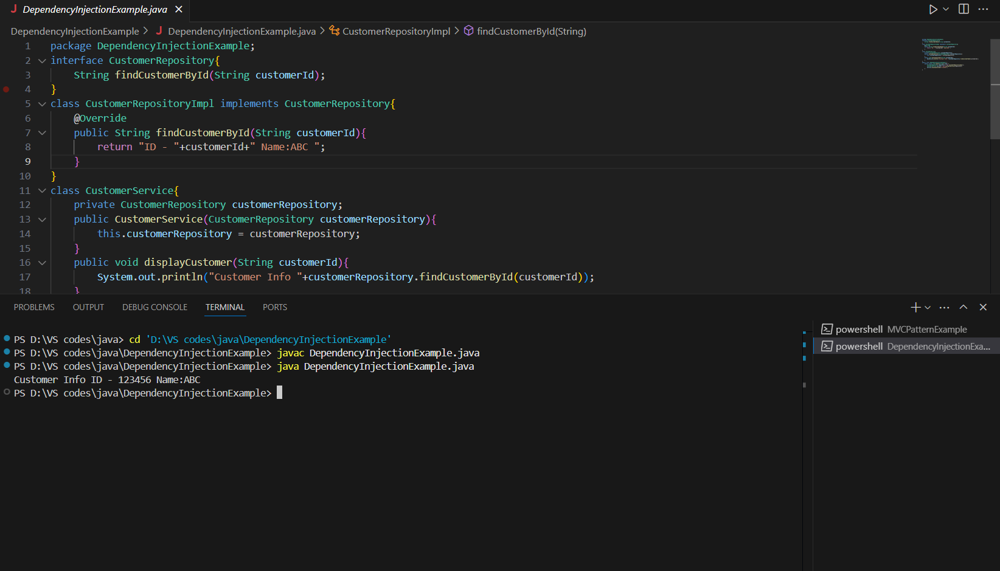 DependencyInjectionExample.java
DependencyInjectionExample > DependencyInjectionExample.java > CustomerRepositoryImpl > findCustomerById(String)
1 package DependencyInjectionExample;
2 interface CustomerRepository{
3 String findCustomerById(String customerId);
4 }
5 class CustomerRepositoryImpl implements CustomerRepository{
6 @Override
7 public String findCustomerById(String customerId){
8 return "ID - "+customerId+" Name:ABC ";
9 }
10 }
11 class CustomerService{
12 private CustomerRepository customerRepository;
13 public CustomerService(CustomerRepository customerRepository){
14 this.customerRepository = customerRepository;
15 }
16 public void displayCustomer(String customerId){
17 System.out.println("Customer Info "+customerRepository.findCustomerById(customerId));
18 }
PROBLEMS OUTPUT DEBUG CONSOLE TERMINAL PORTS
PS D:\VS codes\java> cd 'D:\VS codes\java\DependencyInjectionExample'
PS D:\VS codes\java\DependencyInjectionExample> javac DependencyInjectionExample.java
PS D:\VS codes\java\DependencyInjectionExample> java DependencyInjectionExample.java
Customer Info ID - 123456 Name:ABC
PS D:\VS codes\java\DependencyInjectionExample>
powershell MVCPatternExample
powershell DependencyInjectionExa...